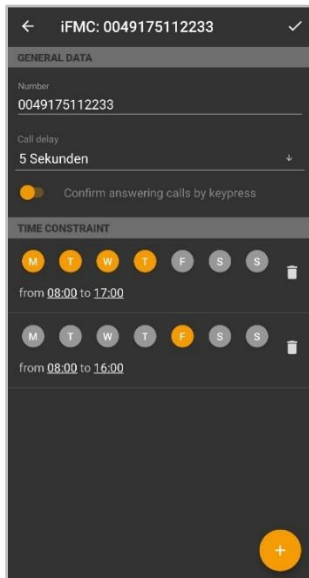 iFMC: 0049175112233
GENERAL DATA
Number
0049175112233
Call delay
5 Sekunden
Confirm answering calls by keypress
TIME CONSTRAINT
M T W T F S S
from 08:00 to 17:00
M T W T F S S
from 08:00 to 16:00
+